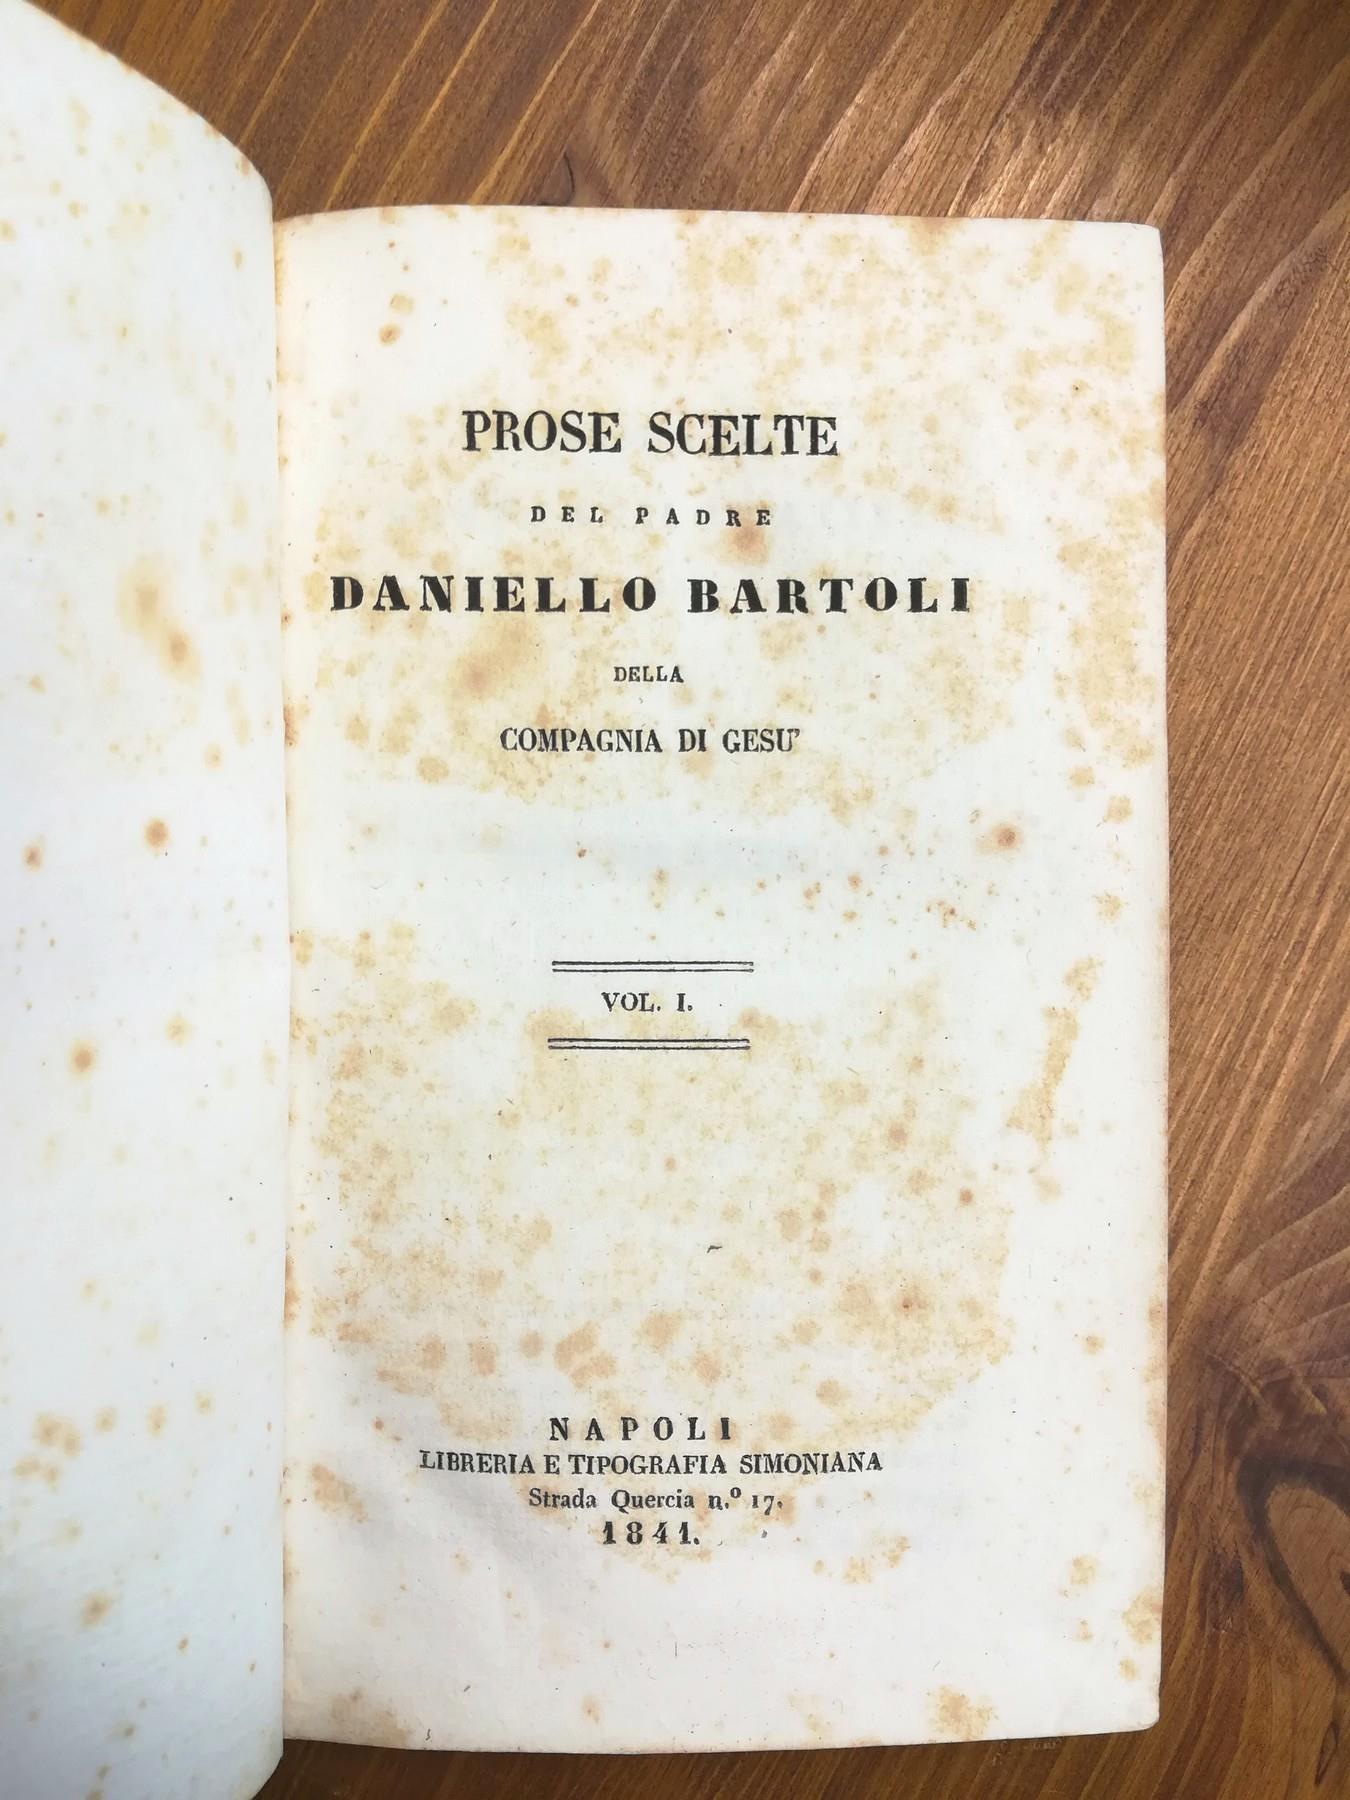 PROSE SCELTE
DEL PADRE
DANIELLO BARTOLI
DELLA
COMPAGNIA DI GESU'
VOL. I.
NAPOLI
LIBRERIA E TIPOGRAFIA SIMONIANA
Strada Quercia n.º 17.
1841.